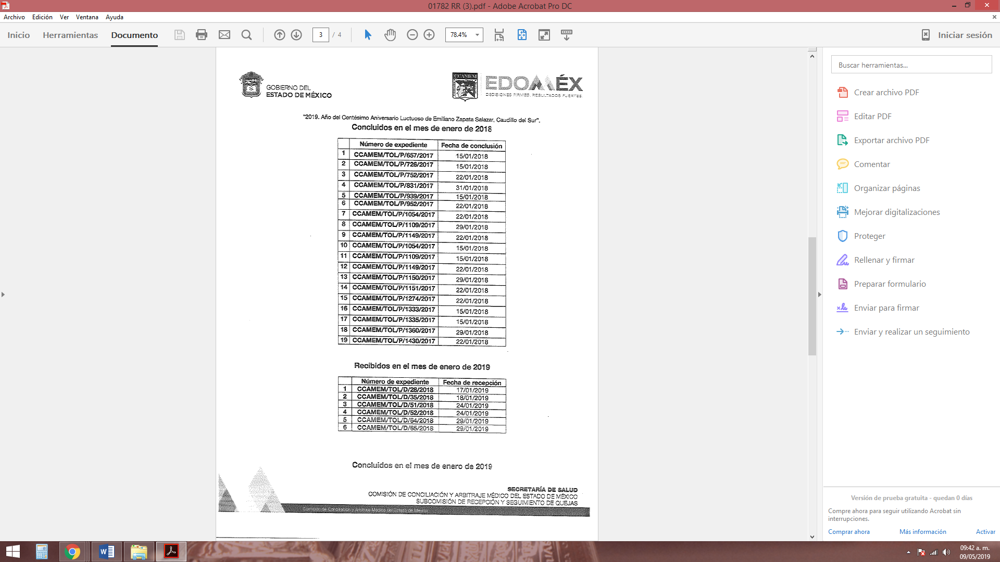 01782 RR (3).pdf - Adobe Acrobat Pro DC
Archivo Edición Ver Ventana Ayuda
Inicio Herramientas Documento 3 / 4 78.4% Iniciar sesión
GOBIERNO DEL
ESTADO DE MÉXICO
CCAMEM
EDOMÉX
DECISIONES FIRMES, RESULTADOS FUERTES.
"2019. Año del Centésimo Aniversario Luctuoso de Emiliano Zapata Salazar, Caudillo del Sur".
Concluidos en el mes de enero de 2018
Número de expediente Fecha de conclusión
1 CCAMEM/TOL/P/657/2017 15/01/2018
2 CCAMEM/TOL/P/726/2017 15/01/2018
3 CCAMEM/TOL/P/752/2017 22/01/2018
4 CCAMEM/TOL/P/831/2017 31/01/2018
5 CCAMEM/TOL/P/939/2017 15/01/2018
6 CCAMEM/TOL/P/952/2017 22/01/2018
7 CCAMEM/TOL/P/1054/2017 22/01/2018
8 CCAMEM/TOL/P/1109/2017 29/01/2018
9 CCAMEM/TOL/P/1149/2017 22/01/2018
10 CCAMEM/TOL/P/1054/2017 15/01/2018
11 CCAMEM/TOL/P/1109/2017 15/01/2018
12 CCAMEM/TOL/P/1149/2017 22/01/2018
13 CCAMEM/TOL/P/1150/2017 29/01/2018
14 CCAMEM/TOL/P/1151/2017 22/01/2018
15 CCAMEM/TOL/P/1274/2017 22/01/2018
16 CCAMEM/TOL/P/1333/2017 15/01/2018
17 CCAMEM/TOL/P/1335/2017 15/01/2018
18 CCAMEM/TOL/P/1360/2017 29/01/2018
19 CCAMEM/TOL/P/1430/2017 22/01/2018
Recibidos en el mes de enero de 2019
Número de expediente Fecha de recepción
1 CCAMEM/TOL/D/28/2018 17/01/2019
2 CCAMEM/TOL/D/35/2018 18/01/2019
3 CCAMEM/TOL/D/51/2018 24/01/2019
4 CCAMEM/TOL/D/52/2018 24/01/2019
5 CCAMEM/TOL/D/64/2018 29/01/2019
6 CCAMEM/TOL/D/65/2018 29/01/2019
Concluidos en el mes de enero de 2019
SECRETARÍA DE SALUD
COMISIÓN DE CONCILIACIÓN Y ARBITRAJE MÉDICO DEL ESTADO DE MÉXICO
SUBCOMISIÓN DE RECEPCIÓN Y SEGUIMIENTO DE QUEJAS
Comisión de Conciliación y Arbitraje Médico del Estado de México
Buscar herramientas...
Crear archivo PDF
Editar PDF
Exportar archivo PDF
Comentar
Organizar páginas
Mejorar digitalizaciones
Proteger
Rellenar y firmar
Preparar formulario
Enviar para firmar
Enviar y realizar un seguimiento
Versión de prueba gratuita - quedan 0 días
Compre ahora para seguir utilizando Acrobat sin
interrupciones.
Comprar ahora Más información Activar
09:42 a. m.
09/05/2019